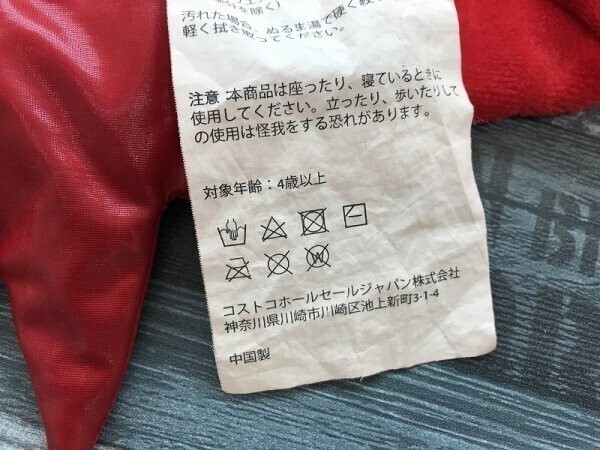 汚れた場合、ぬるま湯で硬く絞
軽く拭き取ってください。
注意 本商品は座ったり、寝ているときに
使用してください。立ったり、歩いたりして
の使用は怪我をする恐れがあります。
対象年齢：4歳以上
コストコホールセールジャパン株式会社
神奈川県川崎市川崎区池上新町3-1-4
中国製